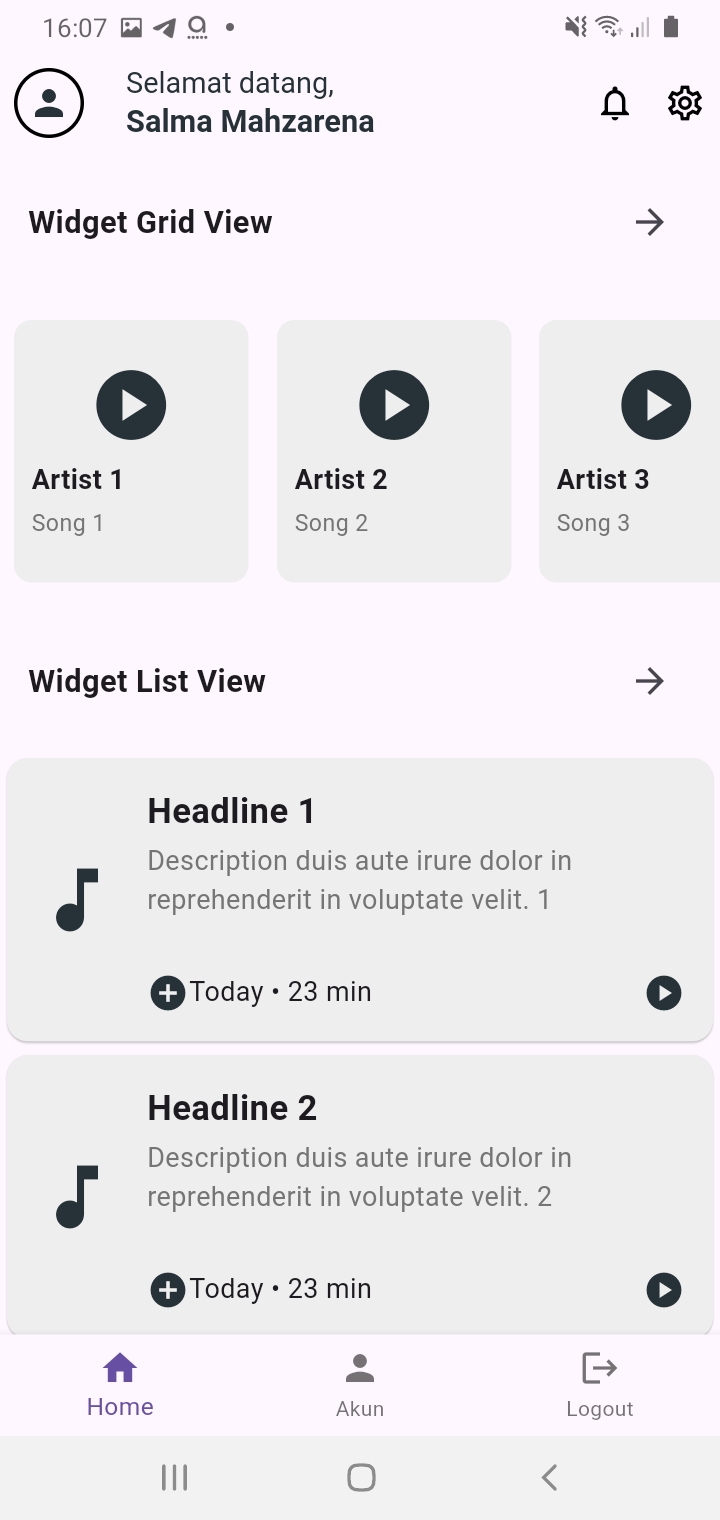 16:07
Selamat datang,
Salma Mahzarena
Widget Grid View
Artist 1
Song 1
Artist 2
Song 2
Artist 3
Song 3
Widget List View
Headline 1
Description duis aute irure dolor in
reprehenderit in voluptate velit. 1
Today • 23 min
Headline 2
Description duis aute irure dolor in
reprehenderit in voluptate velit. 2
Today • 23 min
Home
Akun
Logout